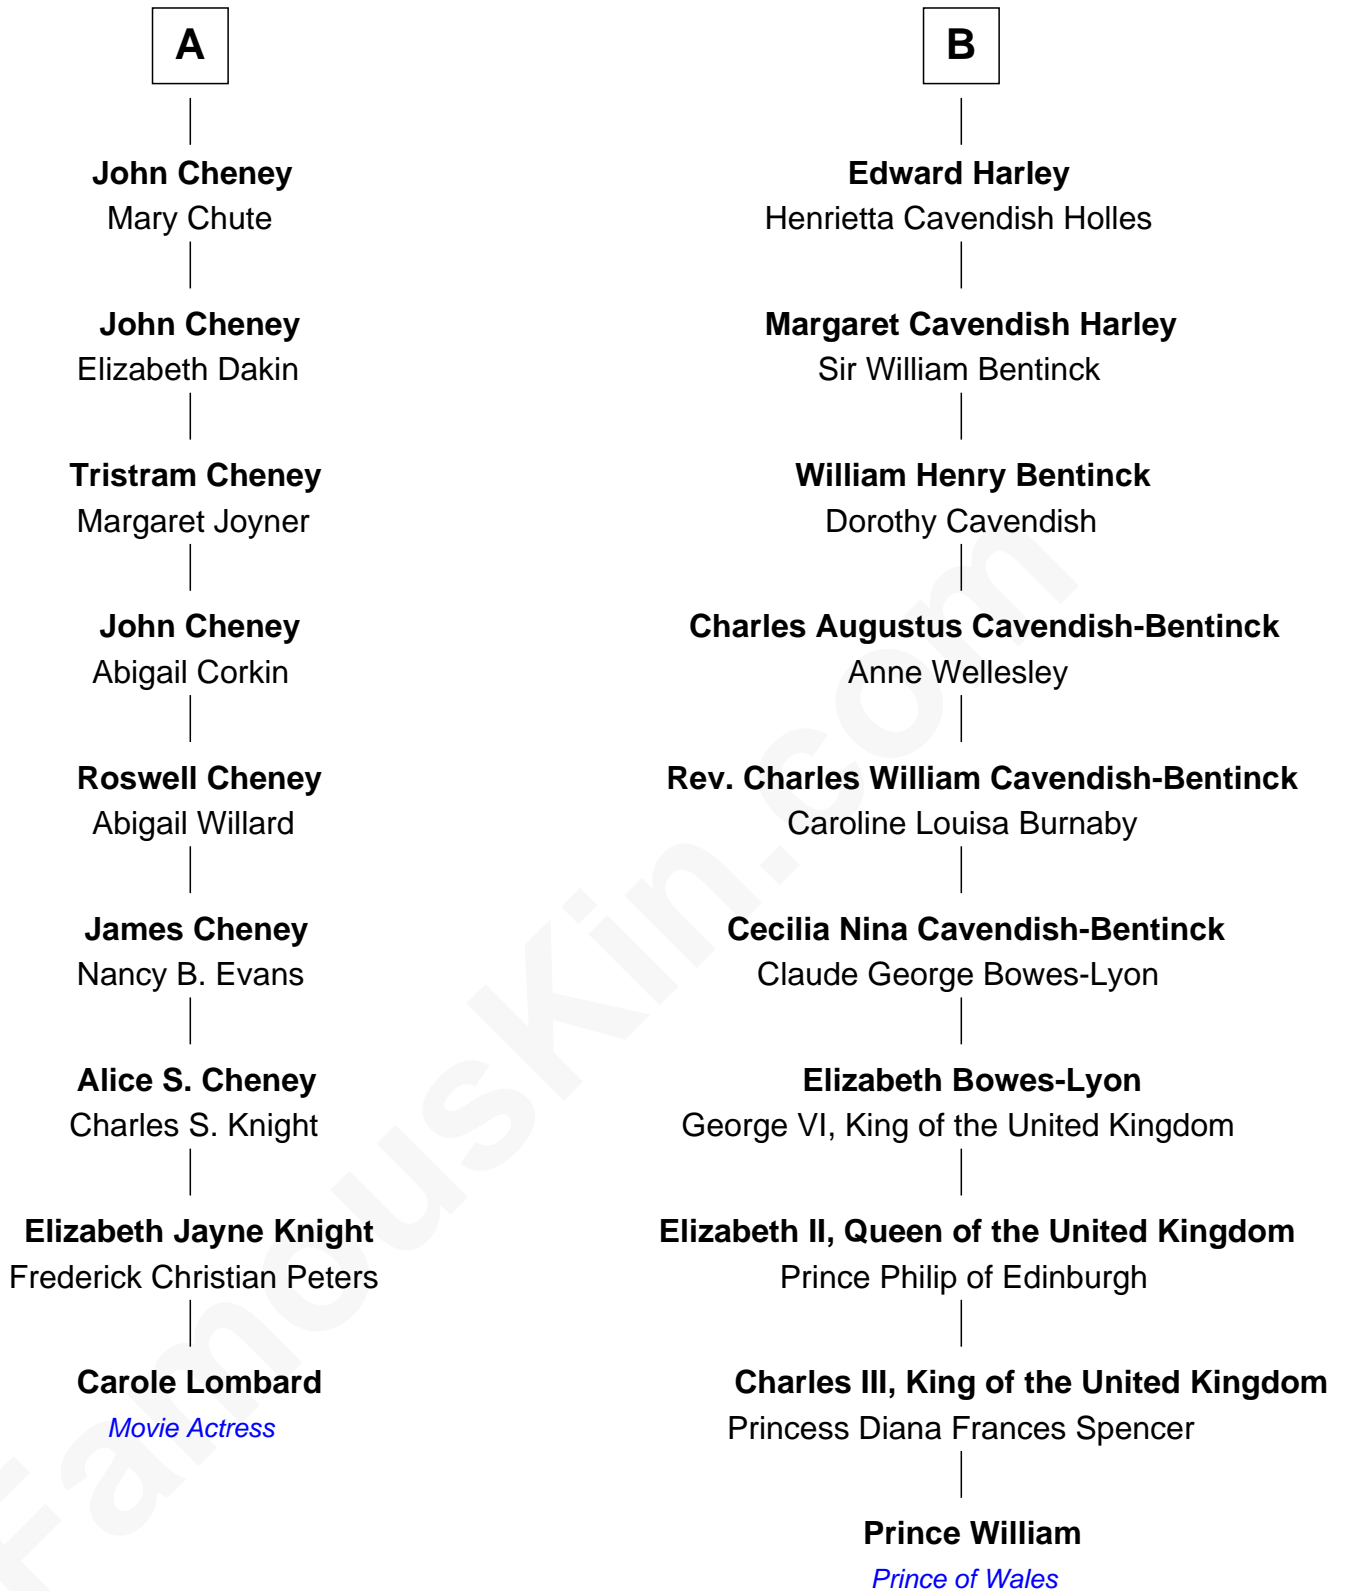 A
John Cheney
Mary Chute
John Cheney
Elizabeth Dakin
Tristram Cheney
Margaret Joyner
John Cheney
Abigail Corkin
Roswell Cheney
Abigail Willard
James Cheney
Nancy B. Evans
Alice S. Cheney
Charles S. Knight
Elizabeth Jayne Knight
Frederick Christian Peters
Carole Lombard
Movie Actress
B
Edward Harley
Henrietta Cavendish Holles
Margaret Cavendish Harley
Sir William Bentinck
William Henry Bentinck
Dorothy Cavendish
Charles Augustus Cavendish-Bentinck
Anne Wellesley
Rev. Charles William Cavendish-Bentinck
Caroline Louisa Burnaby
Cecilia Nina Cavendish-Bentinck
Claude George Bowes-Lyon
Elizabeth Bowes-Lyon
George VI, King of the United Kingdom
Elizabeth II, Queen of the United Kingdom
Prince Philip of Edinburgh
Charles III, King of the United Kingdom
Princess Diana Frances Spencer
Prince William
Prince of Wales
FamousKin.com